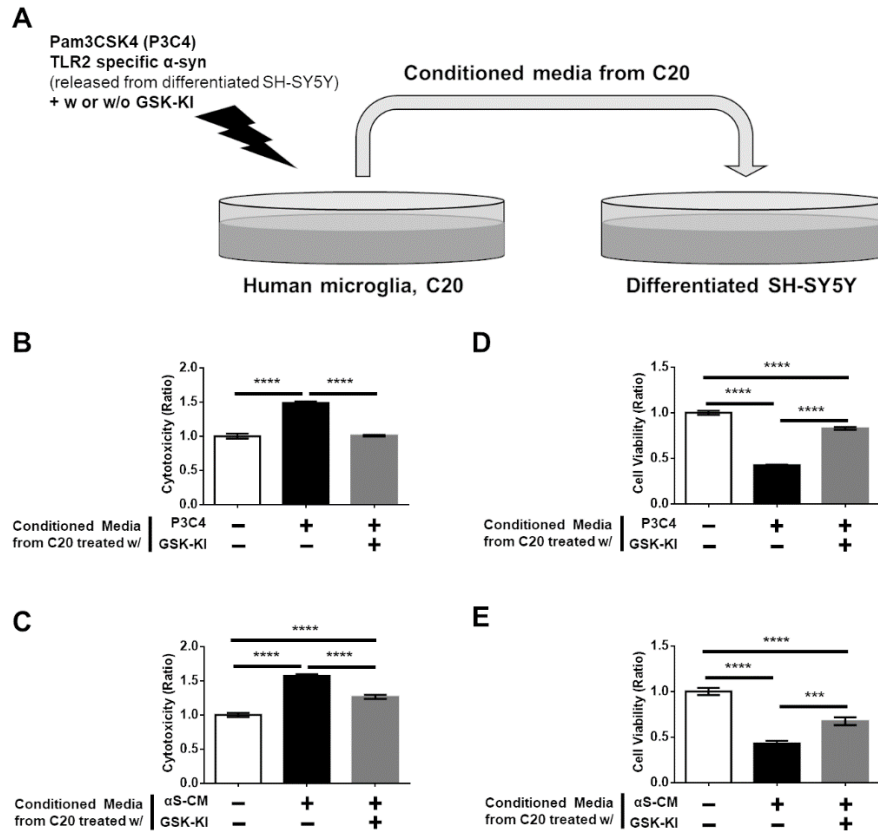 A
Pam3CSK4 (P3C4)
TLR2 specific α-syn
(released from differentiated SH-SY5Y)
+ w or w/o GSK-KI
Conditioned media from C20
Human microglia, C20
Differentiated SH-SY5Y
B
Cytotoxicity (Ratio)
2.0
1.5
1.0
0.5
0.0
****
****
Conditioned Media
from C20 treated w/
P3C4 − + +
GSK-KI − − +
D
Cell Viability (Ratio)
1.5
1.0
0.5
0.0
****
****
****
Conditioned Media
from C20 treated w/
P3C4 − + +
GSK-KI − − +
C
Cytotoxicity (Ratio)
2.0
1.5
1.0
0.5
0.0
****
****
****
Conditioned Media
from C20 treated w/
αS-CM − + +
GSK-KI − − +
E
Cell Viability (Ratio)
1.5
1.0
0.5
0.0
****
****
***
Conditioned Media
from C20 treated w/
αS-CM − + +
GSK-KI − − +